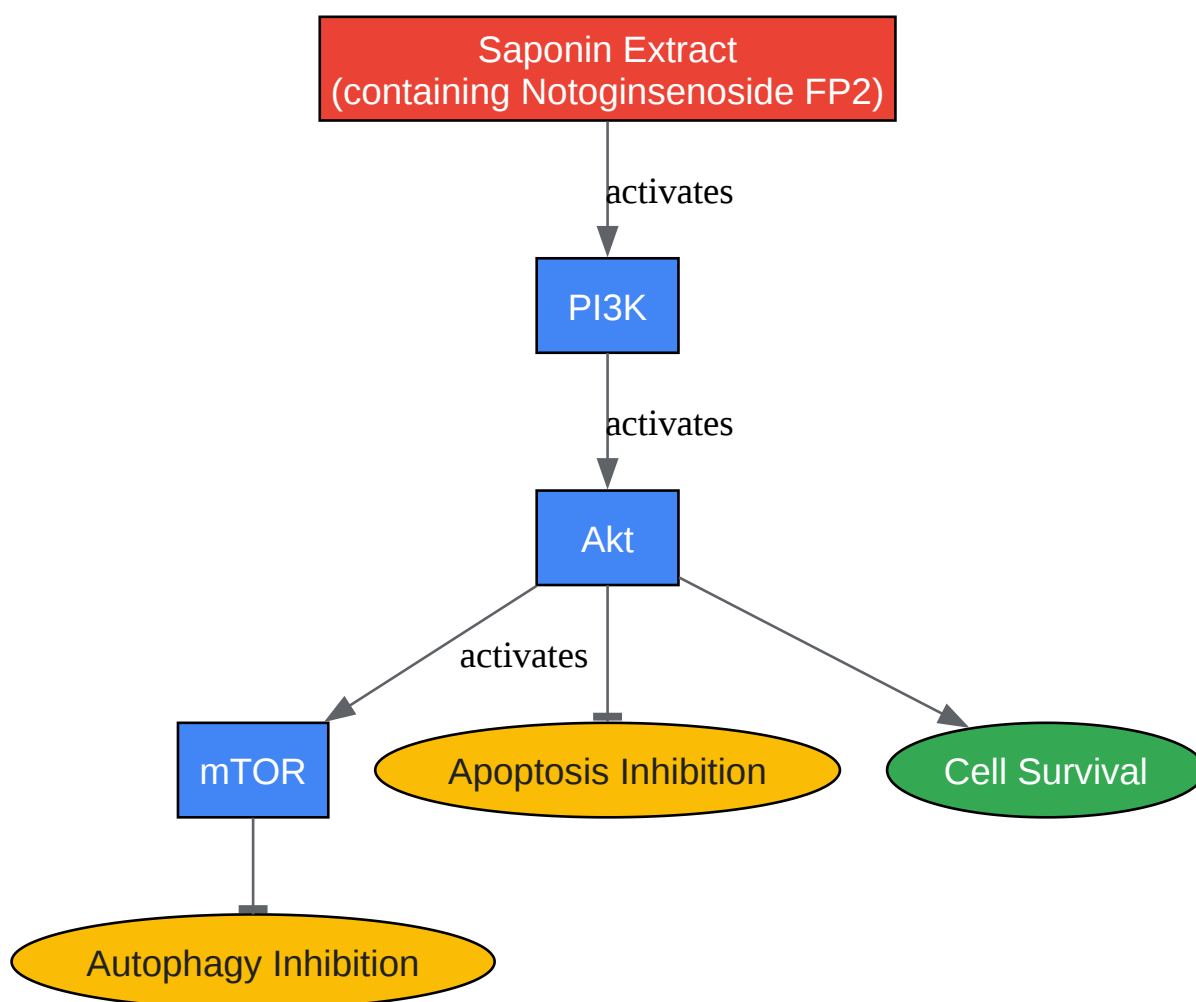 Saponin Extract
(containing Notoginsenoside FP2)
activates
PI3K
activates
Akt
activates
mTOR
Apoptosis Inhibition
Cell Survival
Autophagy Inhibition